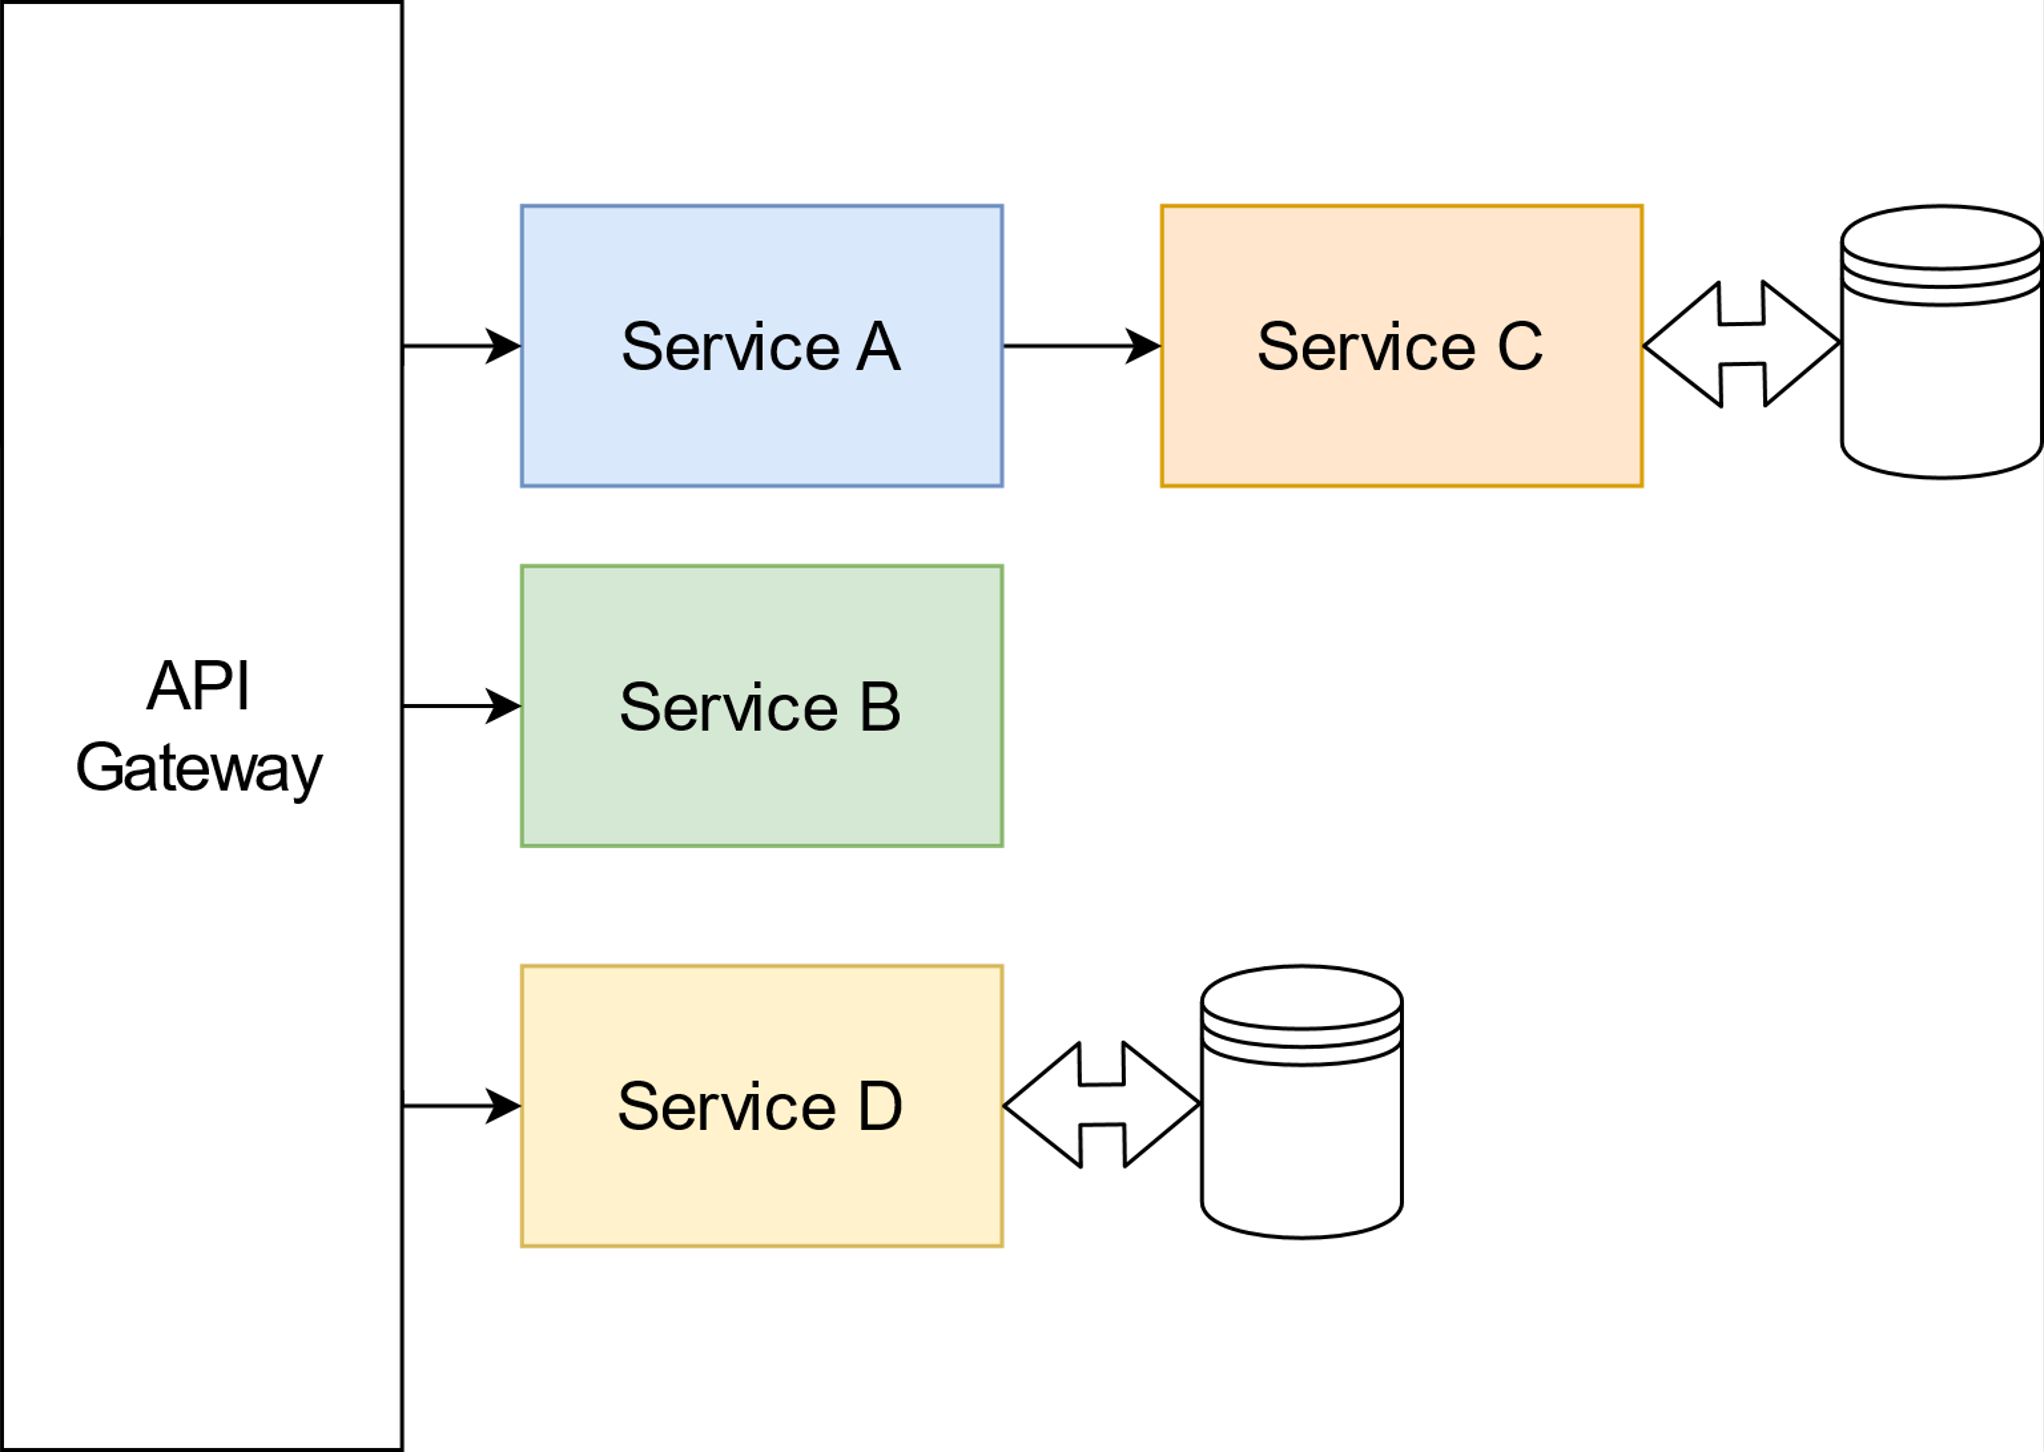 API
Gateway
Service A
Service C
Service B
Service D